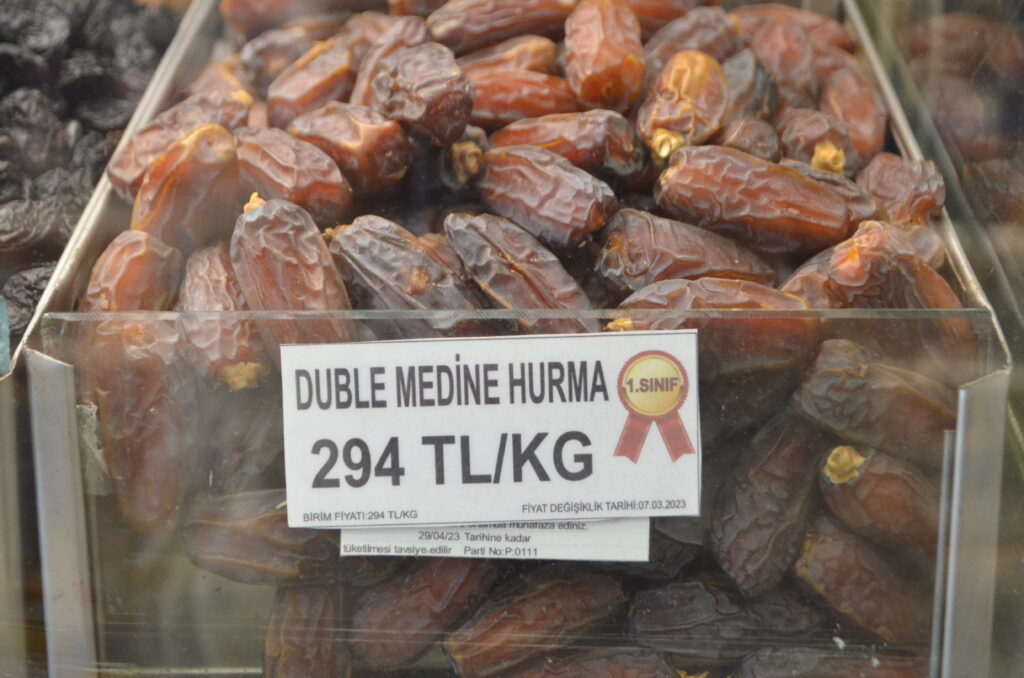 DUBLE MEDİNE HURMA
1.SINIF
294 TL/KG
BİRİM FİYATI:294 TL/KG
FİYAT DEĞİŞİKLİK TARİHİ:07.03.2023
muhafaza ediniz.
29/04/23 Tarihine kadar
tüketilmesi tavsiye edilir Parti No:P:0111